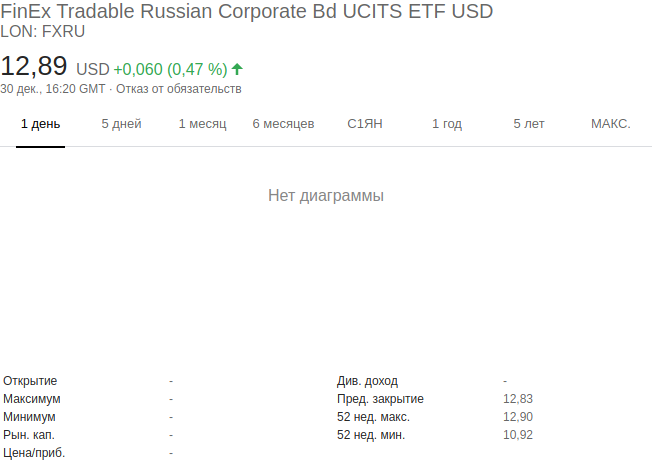 FinEx Tradable Russian Corporate Bd UCITS ETF USD
LON: FXRU
12,89 USD +0,060 (0,47 %)
30 дек., 16:20 GMT · Отказ от обязательств
1 день 5 дней 1 месяц 6 месяцев С1ЯН 1 год 5 лет МАКС.
Нет диаграммы
Открытие - Див. доход -
Максимум - Пред. закрытие 12,83
Минимум - 52 нед. макс. 12,90
Рын. кап. - 52 нед. мин. 10,92
Цена/приб. -